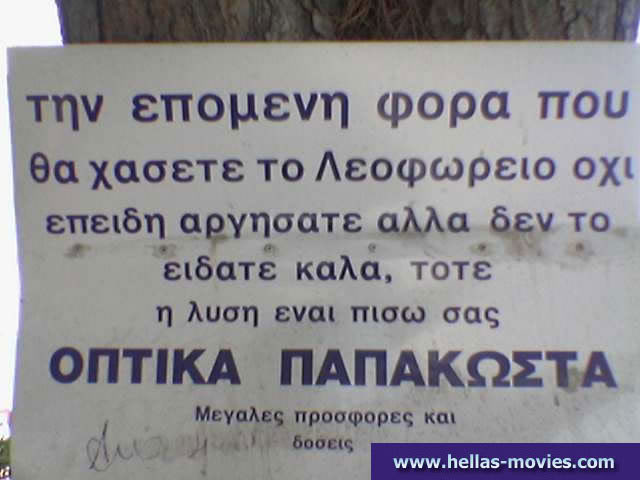 την επομενη φορα που
θα χασετε το Λεοφωρειο οχι
επειδη αργησατε αλλα δεν το
ειδατε καλα, τοτε
η λυση εναι πισω σας
ΟΠΤΙΚΑ ΠΑΠΑΚΩΣΤΑ
Μεγαλες προσφορες και
δοσεις
www.hellas-movies.com